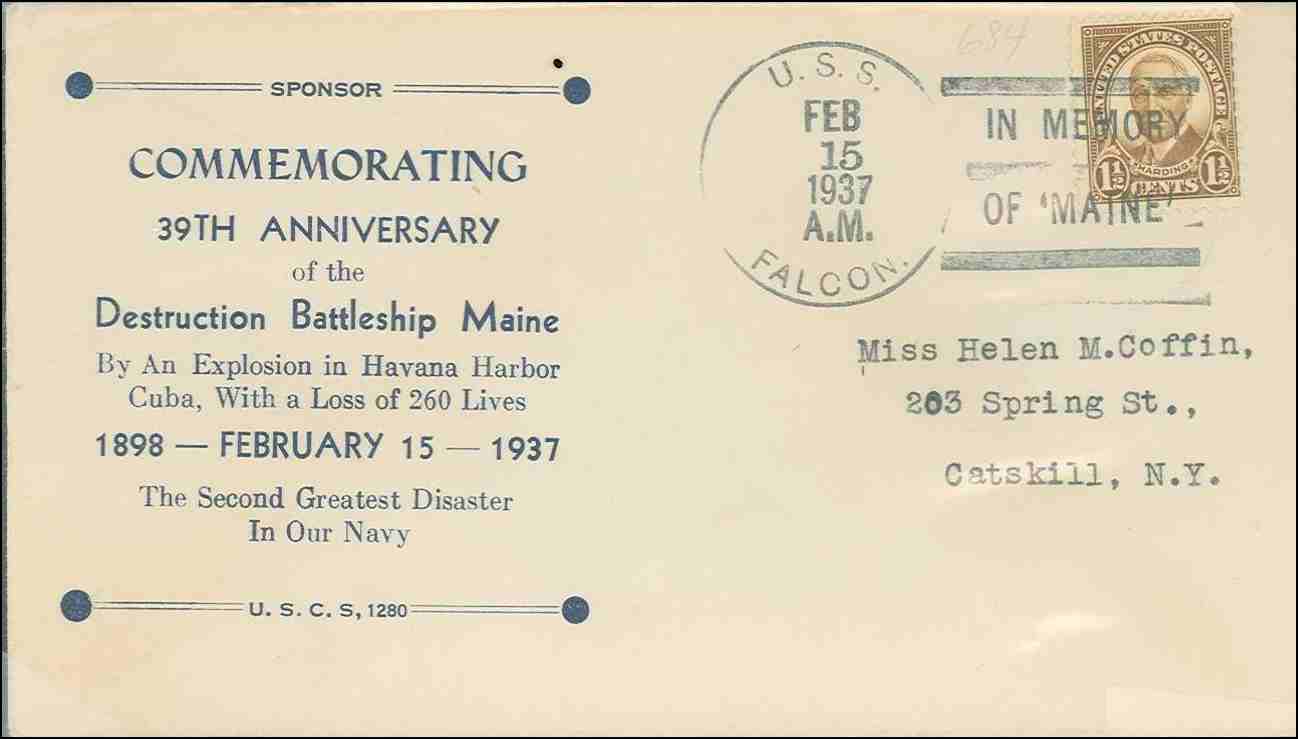 SPONSOR
COMMEMORATING
39TH ANNIVERSARY
of the
Destruction Battleship Maine
By An Explosion in Havana Harbor
Cuba, With a Loss of 260 Lives
1898 — FEBRUARY 15 — 1937
The Second Greatest Disaster
In Our Navy
U. S. C. S, 1280
684
U. S. S.
FEB
15
1937
A.M.
FALCON.
IN MEMORY
OF 'MAINE'
UNITED STATES POSTAGE
HARDING
1½ CENTS 1½
Miss Helen M.Coffin,
203 Spring St.,
Catskill, N.Y.